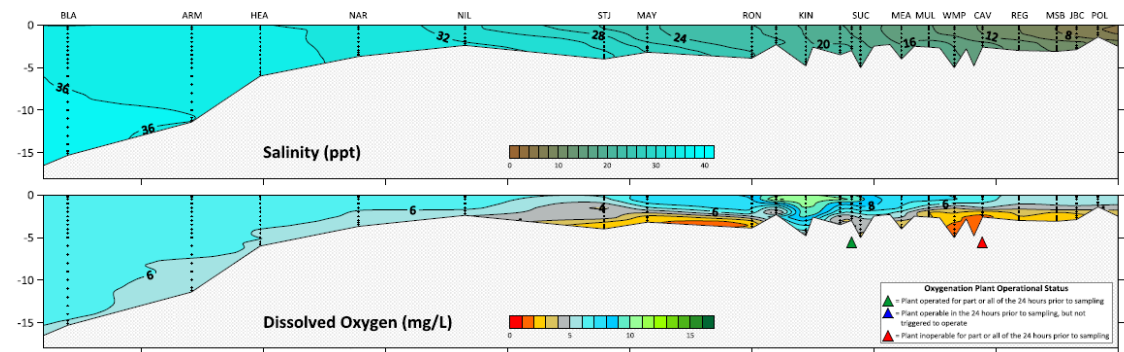 BLA ARM HEA NAR NIL STJ MAY RON KIN SUC MEA MUL WMP CAV REG MSB JBC POL
0
-5
-10
-15
36
36
32
28
24
20
16
12
8
Salinity (ppt)
0 10 20 30 40
0
-5
-10
-15
6
6
4
6
8
6
Dissolved Oxygen (mg/L)
0 5 10 15
Oxygenation Plant Operational Status
= Plant operated for part or all of the 24 hours prior to sampling
= Plant operable in the 24 hours prior to sampling, but not
triggered to operate
= Plant inoperable for part or all of the 24 hours prior to sampling